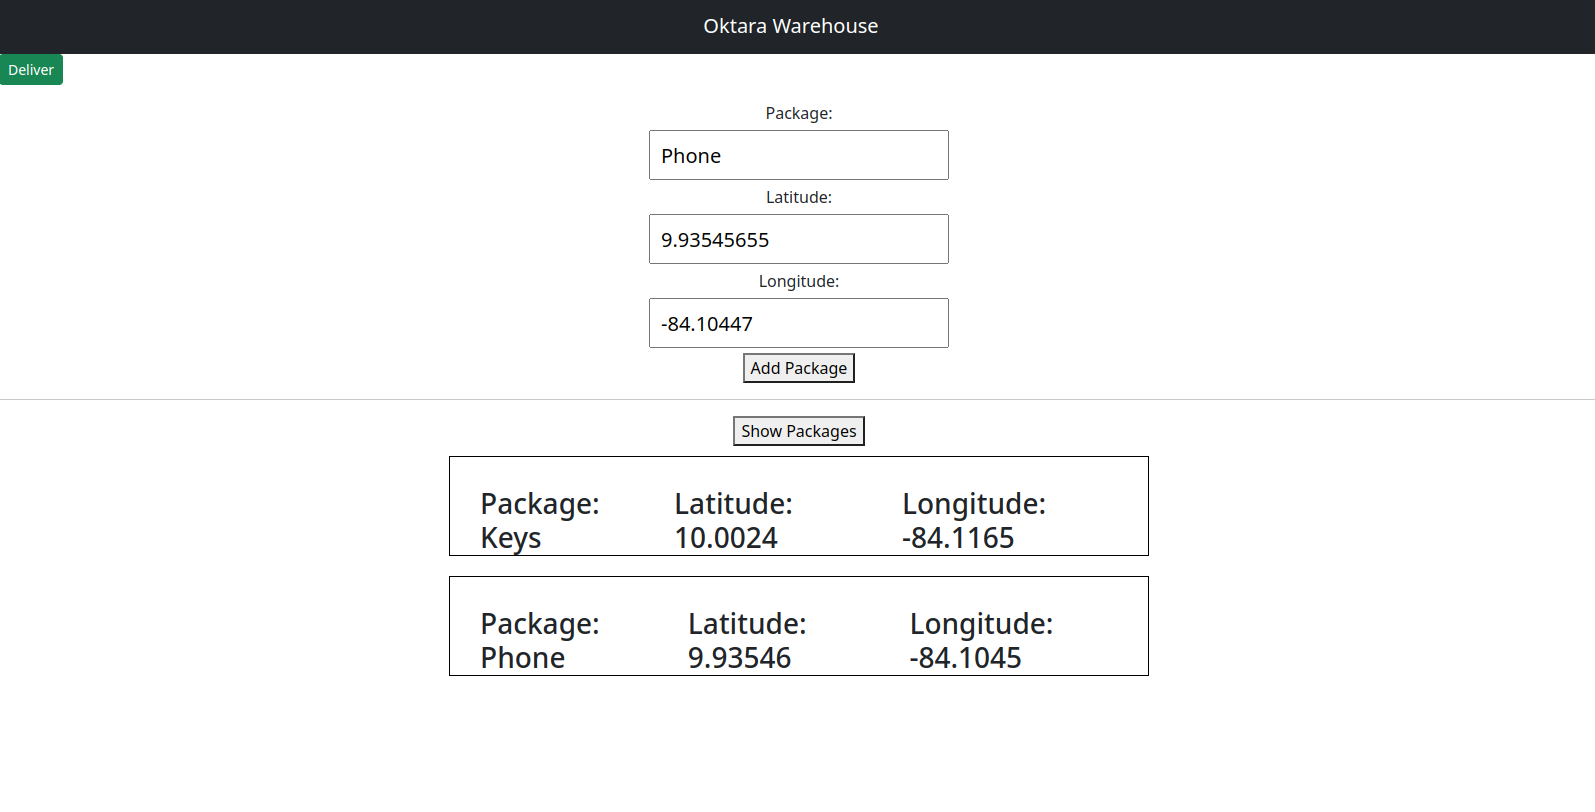 Oktara Warehouse
Deliver
Package:
Phone
Latitude:
9.93545655
Longitude:
-84.10447
Add Package
Show Packages
Package: Latitude: Longitude:
Keys 10.0024 -84.1165
Package: Latitude: Longitude:
Phone 9.93546 -84.1045